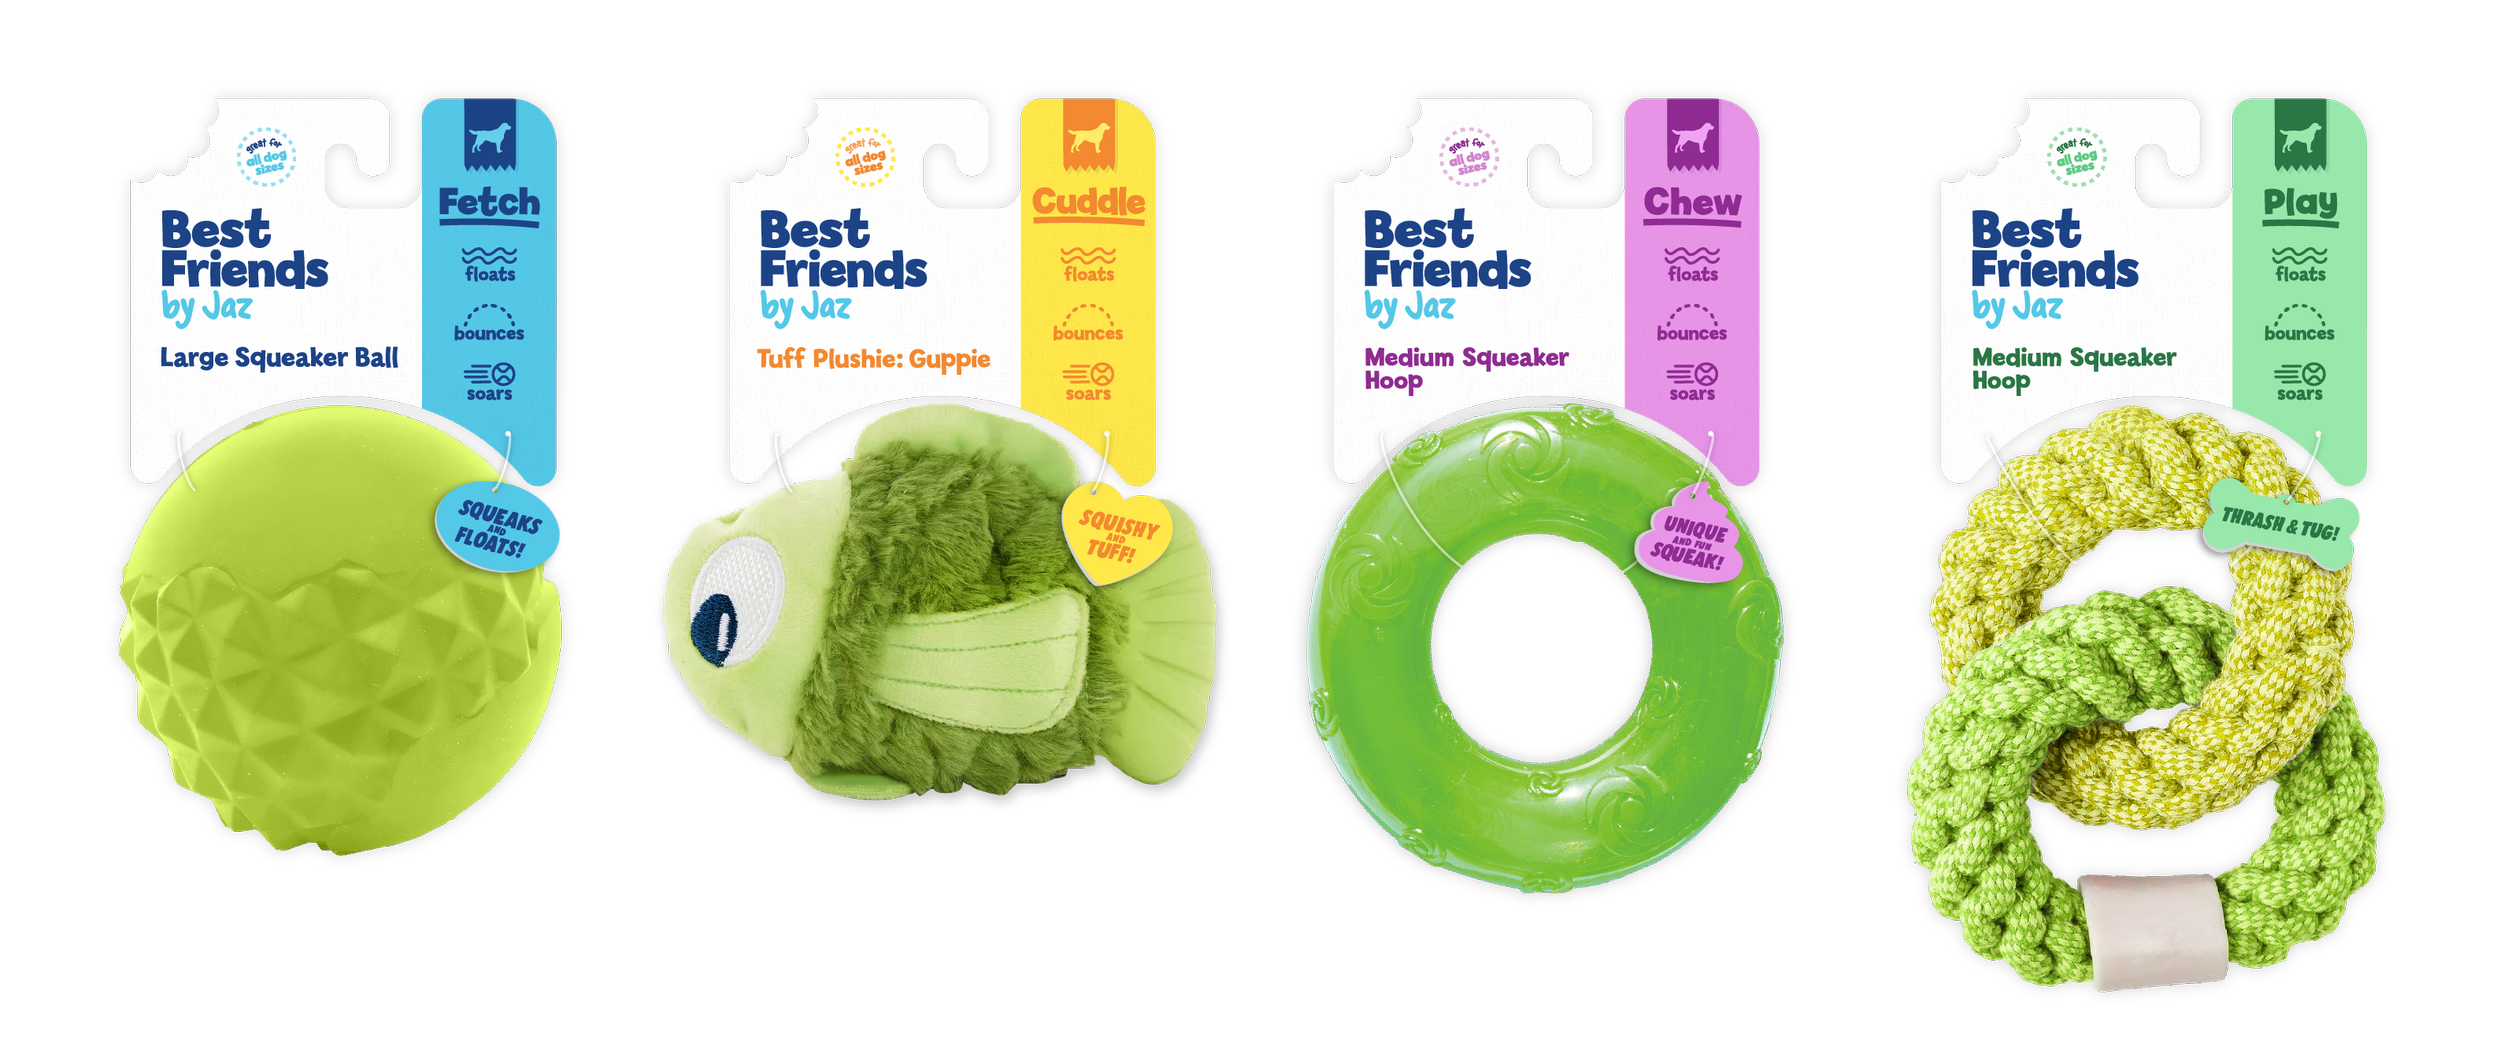 great for
all dog
sizes
Best
Friends
by Jaz
Large Squeaker Ball
Fetch
floats
bounces
soars
SQUEAKS
AND
FLOATS!
great for
all dog
sizes
Best
Friends
by Jaz
Tuff Plushie: Guppie
Cuddle
floats
bounces
soars
SQUISHY
AND
TUFF!
great for
all dog
sizes
Best
Friends
by Jaz
Medium Squeaker
Hoop
Chew
floats
bounces
soars
UNIQUE
AND FUN
SQUEAK!
great for
all dog
sizes
Best
Friends
by Jaz
Medium Squeaker
Hoop
Play
floats
bounces
soars
THRASH & TUG!